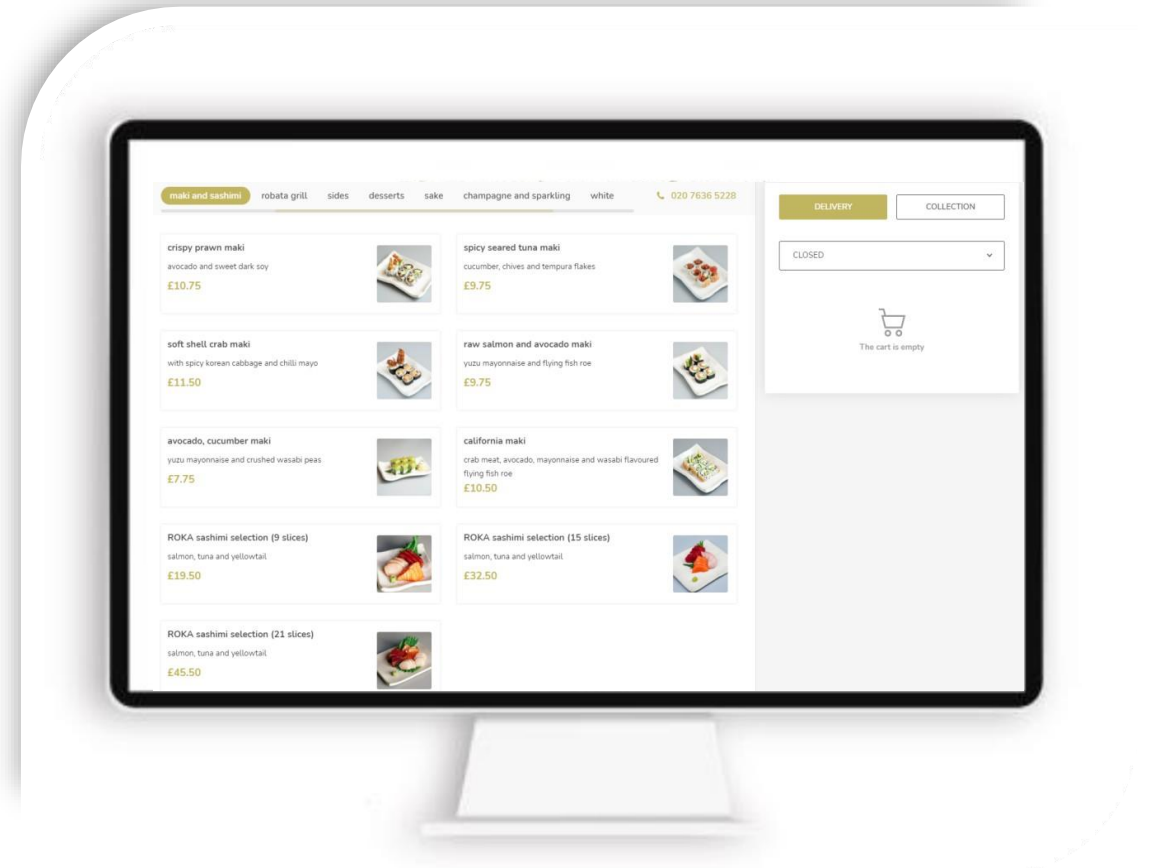 maki and sashimi robata grill sides desserts sake champagne and sparkling white 020 7636 5228
DELIVERY COLLECTION
CLOSED
The cart is empty
crispy prawn maki
avocado and sweet dark soy
£10.75
spicy seared tuna maki
cucumber, chives and tempura flakes
£9.75
soft shell crab maki
with spicy korean cabbage and chilli mayo
£11.50
raw salmon and avocado maki
yuzu mayonnaise and flying fish roe
£9.75
avocado, cucumber maki
yuzu mayonnaise and crushed wasabi peas
£7.75
california maki
crab meat, avocado, mayonnaise and wasabi flavoured
flying fish roe
£10.50
ROKA sashimi selection (9 slices)
salmon, tuna and yellowtail
£19.50
ROKA sashimi selection (15 slices)
salmon, tuna and yellowtail
£32.50
ROKA sashimi selection (21 slices)
salmon, tuna and yellowtail
£45.50